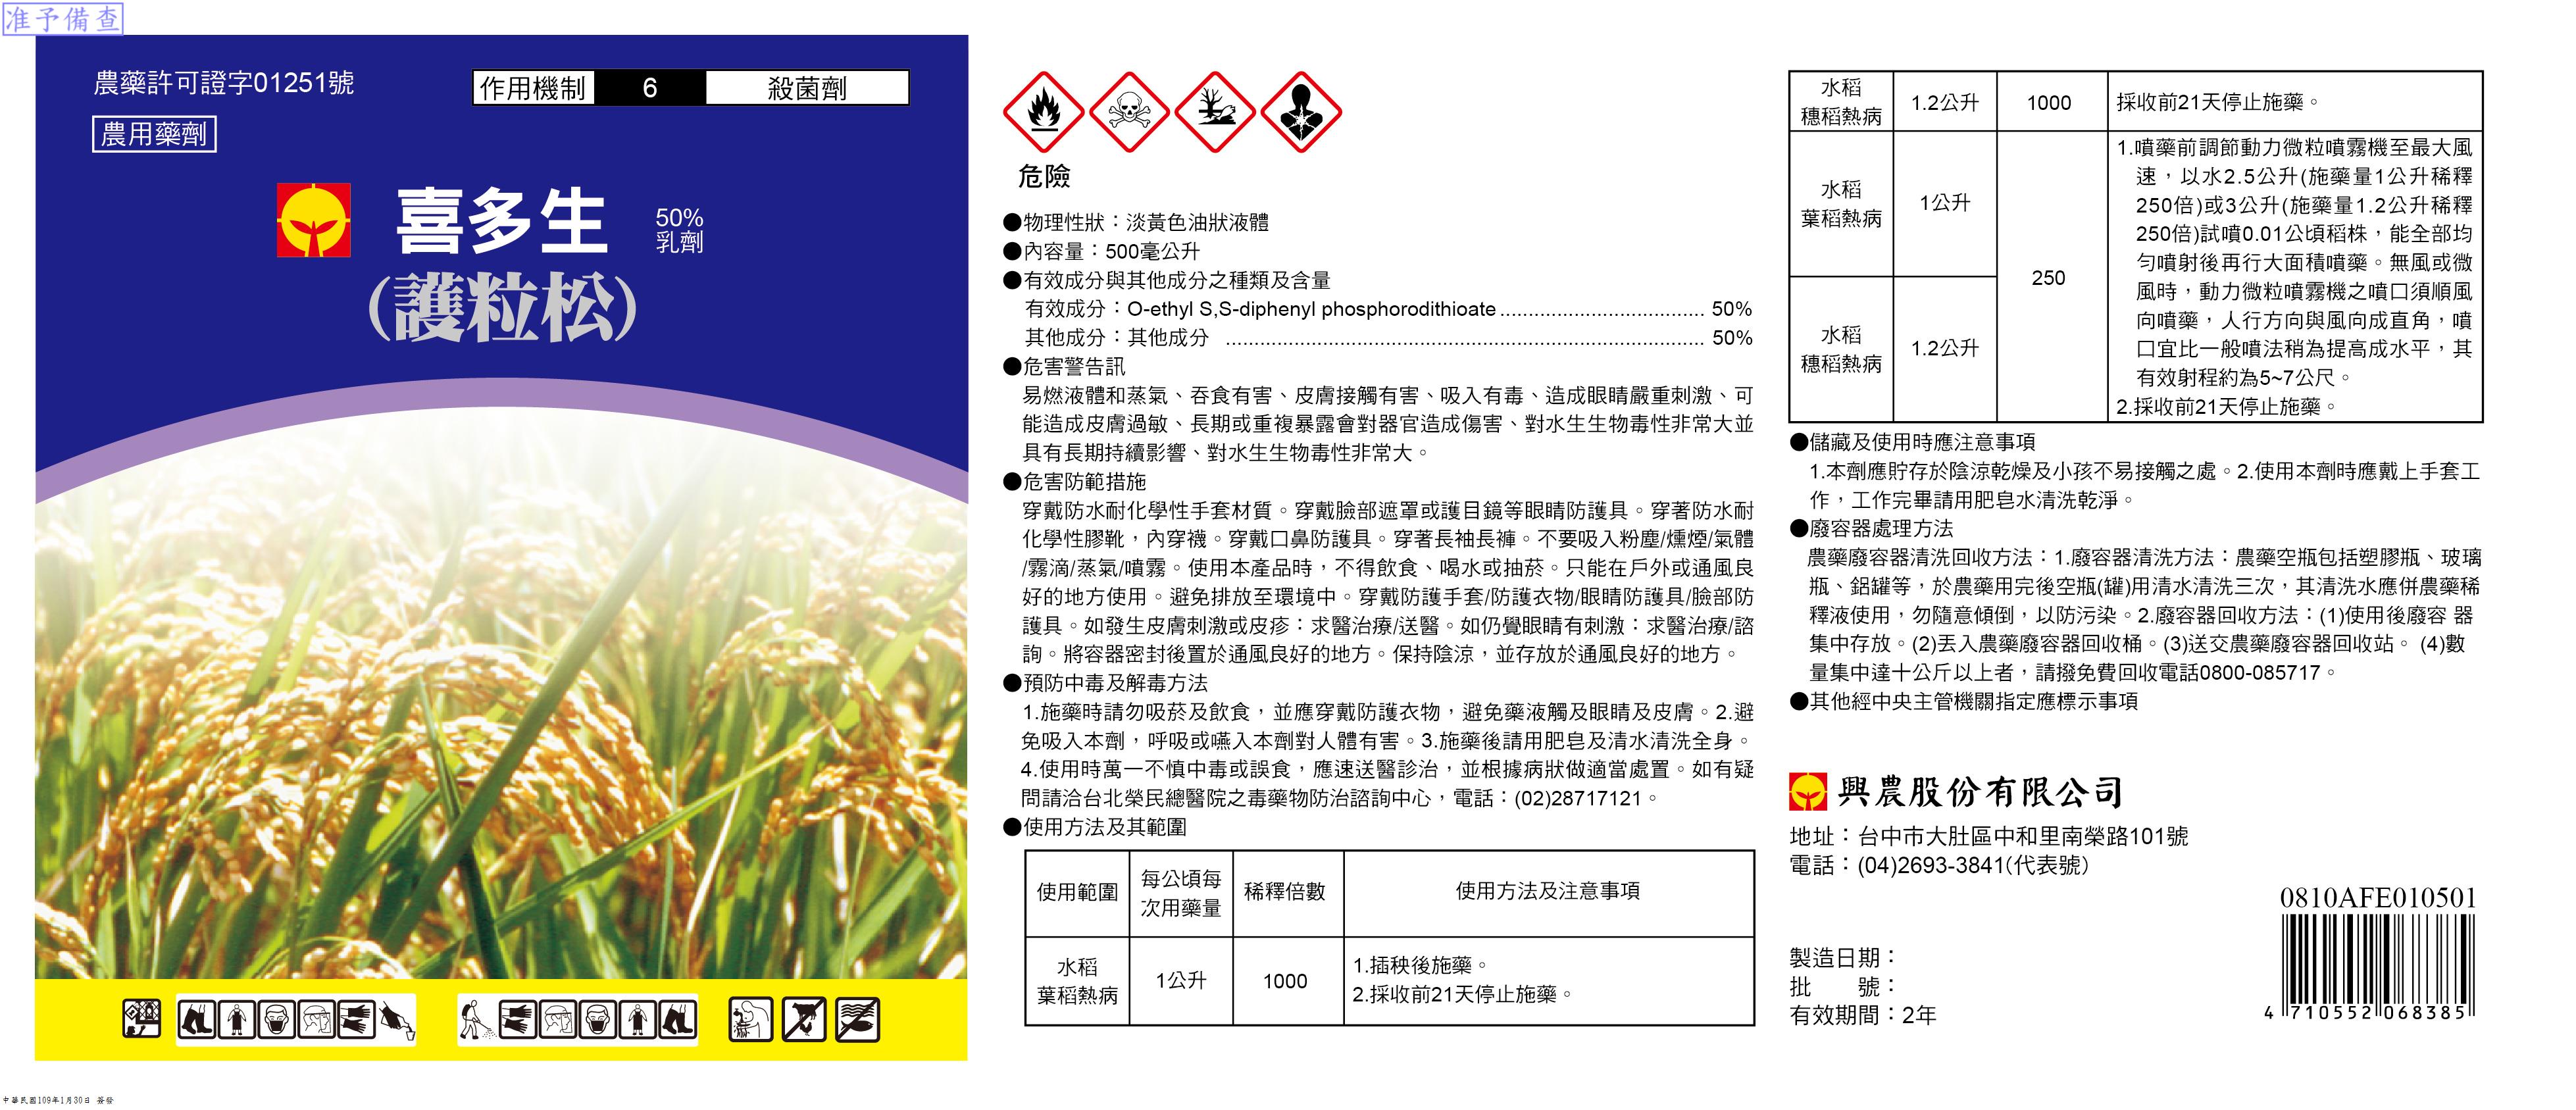 准予備查
農藥許可證字01251號
作用機制 6 殺菌劑
農用藥劑
喜多生
50%
乳劑
(護粒松)
危險
●物理性狀：淡黃色油狀液體
●內容量：500毫公升
●有效成分與其他成分之種類及含量
有效成分：O-ethyl S,S-diphenyl phosphorodithioate.................................... 50%
其他成分：其他成分 .................................................................................... 50%
●危害警告訊
易燃液體和蒸氣、吞食有害、皮膚接觸有害、吸入有毒、造成眼睛嚴重刺激、可
能造成皮膚過敏、長期或重複暴露會對器官造成傷害、對水生生物毒性非常大並
具有長期持續影響、對水生生物毒性非常大。
●危害防範措施
穿戴防水耐化學性手套材質。穿戴臉部遮罩或護目鏡等眼睛防護具。穿著防水耐
化學性膠靴，內穿襪。穿戴口鼻防護具。穿著長袖長褲。不要吸入粉塵/燻煙/氣體
/霧滴/蒸氣/噴霧。使用本產品時，不得飲食、喝水或抽菸。只能在戶外或通風良
好的地方使用。避免排放至環境中。穿戴防護手套/防護衣物/眼睛防護具/臉部防
護具。如發生皮膚刺激或皮疹：求醫治療/送醫。如仍覺眼睛有刺激：求醫治療/諮
詢。將容器密封後置於通風良好的地方。保持陰涼，並存放於通風良好的地方。
●預防中毒及解毒方法
1.施藥時請勿吸菸及飲食，並應穿戴防護衣物，避免藥液觸及眼睛及皮膚。2.避
免吸入本劑，呼吸或嚥入本劑對人體有害。3.施藥後請用肥皂及清水清洗全身。
4.使用時萬一不慎中毒或誤食，應速送醫診治，並根據病狀做適當處置。如有疑
問請洽台北榮民總醫院之毒藥物防治諮詢中心，電話：(02)28717121。
●使用方法及其範圍
使用範圍
每公頃每
次用藥量
稀釋倍數
使用方法及注意事項
水稻
葉稻熱病
1公升
1000
1.插秧後施藥。
2.採收前21天停止施藥。
水稻
穗稻熱病
1.2公升
1000
採收前21天停止施藥。
水稻
葉稻熱病
1公升
水稻
穗稻熱病
1.2公升
250
1.噴藥前調節動力微粒噴霧機至最大風
速，以水2.5公升(施藥量1公升稀釋
250倍)或3公升(施藥量1.2公升稀釋
250倍)試噴0.01公頃稻株，能全部均
勻噴射後再行大面積噴藥。無風或微
風時，動力微粒噴霧機之噴口須順風
向噴藥，人行方向與風向成直角，噴
口宜比一般噴法稍為提高成水平，其
有效射程約為5~7公尺。
2.採收前21天停止施藥。
●儲藏及使用時應注意事項
1.本劑應貯存於陰涼乾燥及小孩不易接觸之處。2.使用本劑時應戴上手套工
作，工作完畢請用肥皂水清洗乾淨。
●廢容器處理方法
農藥廢容器清洗回收方法：1.廢容器清洗方法：農藥空瓶包括塑膠瓶、玻璃
瓶、鋁罐等，於農藥用完後空瓶(罐)用清水清洗三次，其清洗水應併農藥稀
釋液使用，勿隨意傾倒，以防污染。2.廢容器回收方法：(1)使用後廢容 器
集中存放。(2)丟入農藥廢容器回收桶。(3)送交農藥廢容器回收站。 (4)數
量集中達十公斤以上者，請撥免費回收電話0800-085717。
●其他經中央主管機關指定應標示事項
興農股份有限公司
地址：台中市大肚區中和里南榮路101號
電話：(04)2693-3841(代表號)
0810AFE010501
製造日期：
批　　號：
有效期間：2年
4 710552 068385
中華民國109年1月30日 簽發